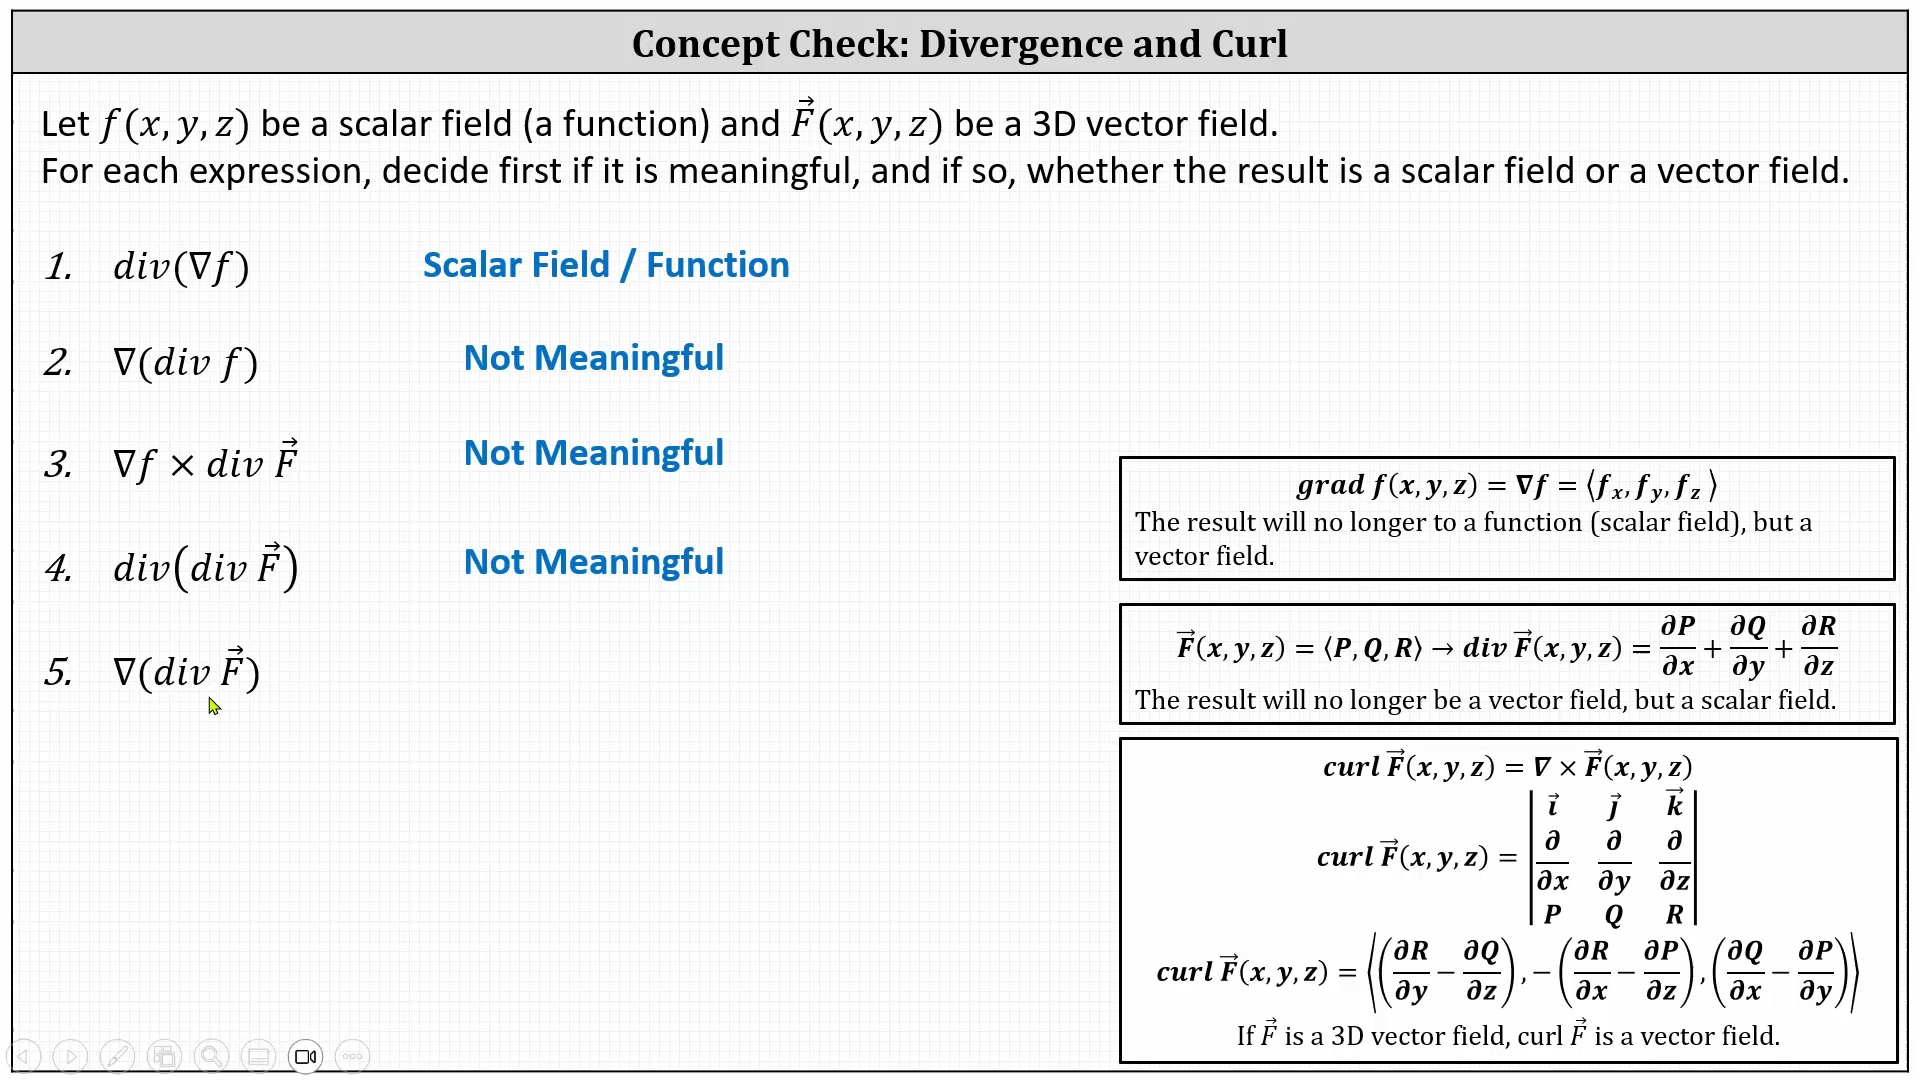 Concept Check: Divergence and Curl
Let f(x, y, z) be a scalar field (a function) and F⃗(x, y, z) be a 3D vector field.
For each expression, decide first if it is meaningful, and if so, whether the result is a scalar field or a vector field.
1. div(∇f) Scalar Field / Function
2. ∇(div f) Not Meaningful
3. ∇f × div F⃗ Not Meaningful
4. div(div F⃗) Not Meaningful
5. ∇(div F⃗)
grad f(x, y, z) = ∇f = ⟨f_x, f_y, f_z⟩
The result will no longer to a function (scalar field), but a
vector field.
F⃗(x, y, z) = ⟨P, Q, R⟩ → div F⃗(x, y, z) = ∂P/∂x + ∂Q/∂y + ∂R/∂z
The result will no longer be a vector field, but a scalar field.
curl F⃗(x, y, z) = ∇ × F⃗(x, y, z)
curl F⃗(x, y, z) = | i⃗ j⃗ k⃗ |
| ∂/∂x ∂/∂y ∂/∂z |
| P Q R |
curl F⃗(x, y, z) = ⟨(∂R/∂y − ∂Q/∂z), −(∂R/∂x − ∂P/∂z), (∂Q/∂x − ∂P/∂y)⟩
If F⃗ is a 3D vector field, curl F⃗ is a vector field.